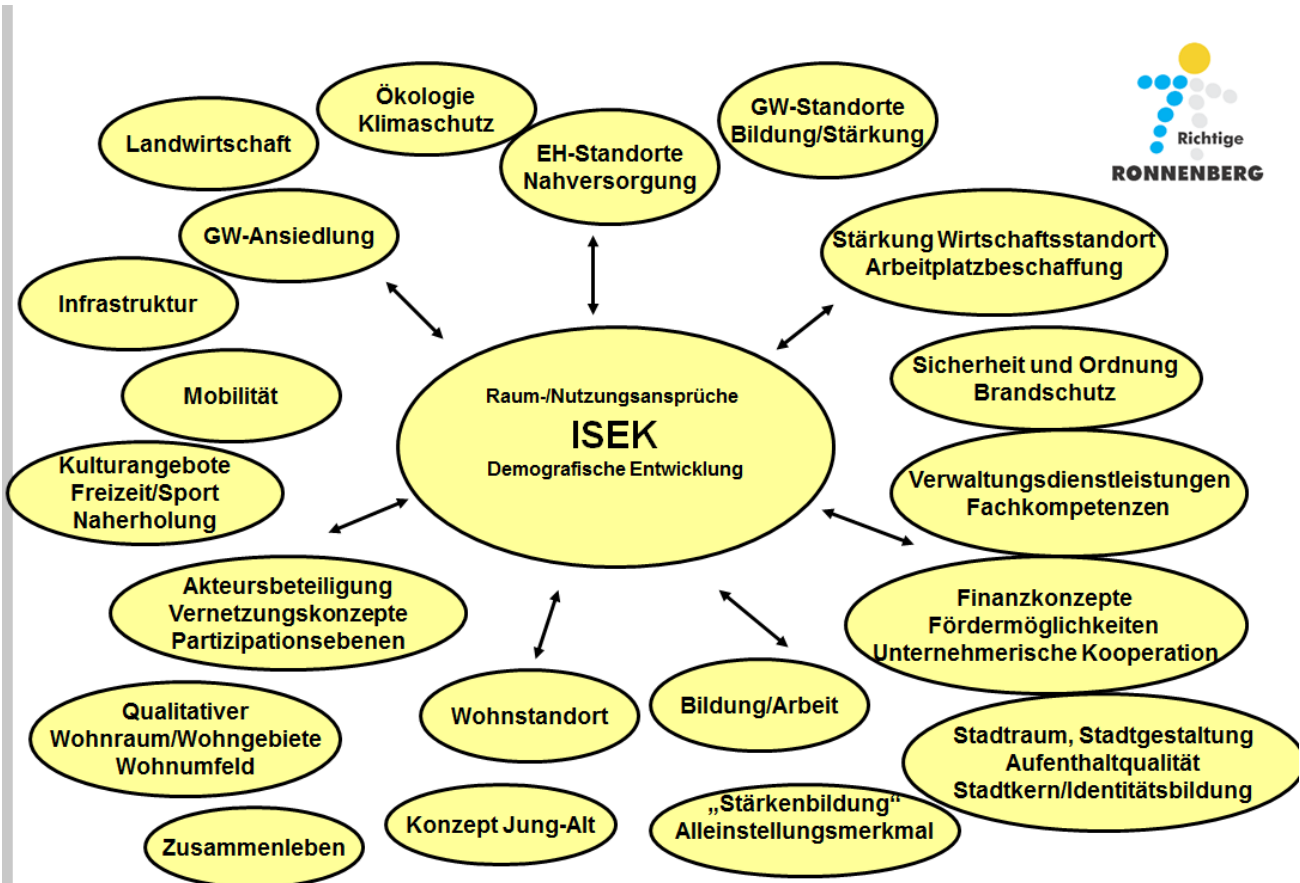 Ökologie
Klimaschutz
GW-Standorte
Bildung/Stärkung
Richtige
RONNENBERG
Landwirtschaft
EH-Standorte
Nahversorgung
GW-Ansiedlung
Stärkung Wirtschaftsstandort
Arbeitplatzbeschaffung
Infrastruktur
Mobilität
Raum-/Nutzungsansprüche
ISEK
Demografische Entwicklung
Sicherheit und Ordnung
Brandschutz
Kulturangebote
Freizeit/Sport
Naherholung
Verwaltungsdienstleistungen
Fachkompetenzen
Akteursbeteiligung
Vernetzungskonzepte
Partizipationsebenen
Finanzkonzepte
Fördermöglichkeiten
Unternehmerische Kooperation
Qualitativer
Wohnraum/Wohngebiete
Wohnumfeld
Wohnstandort
Bildung/Arbeit
Stadtraum, Stadtgestaltung
Aufenthaltqualität
Stadtkern/Identitätsbildung
Zusammenleben
Konzept Jung-Alt
„Stärkenbildung“
Alleinstellungsmerkmal